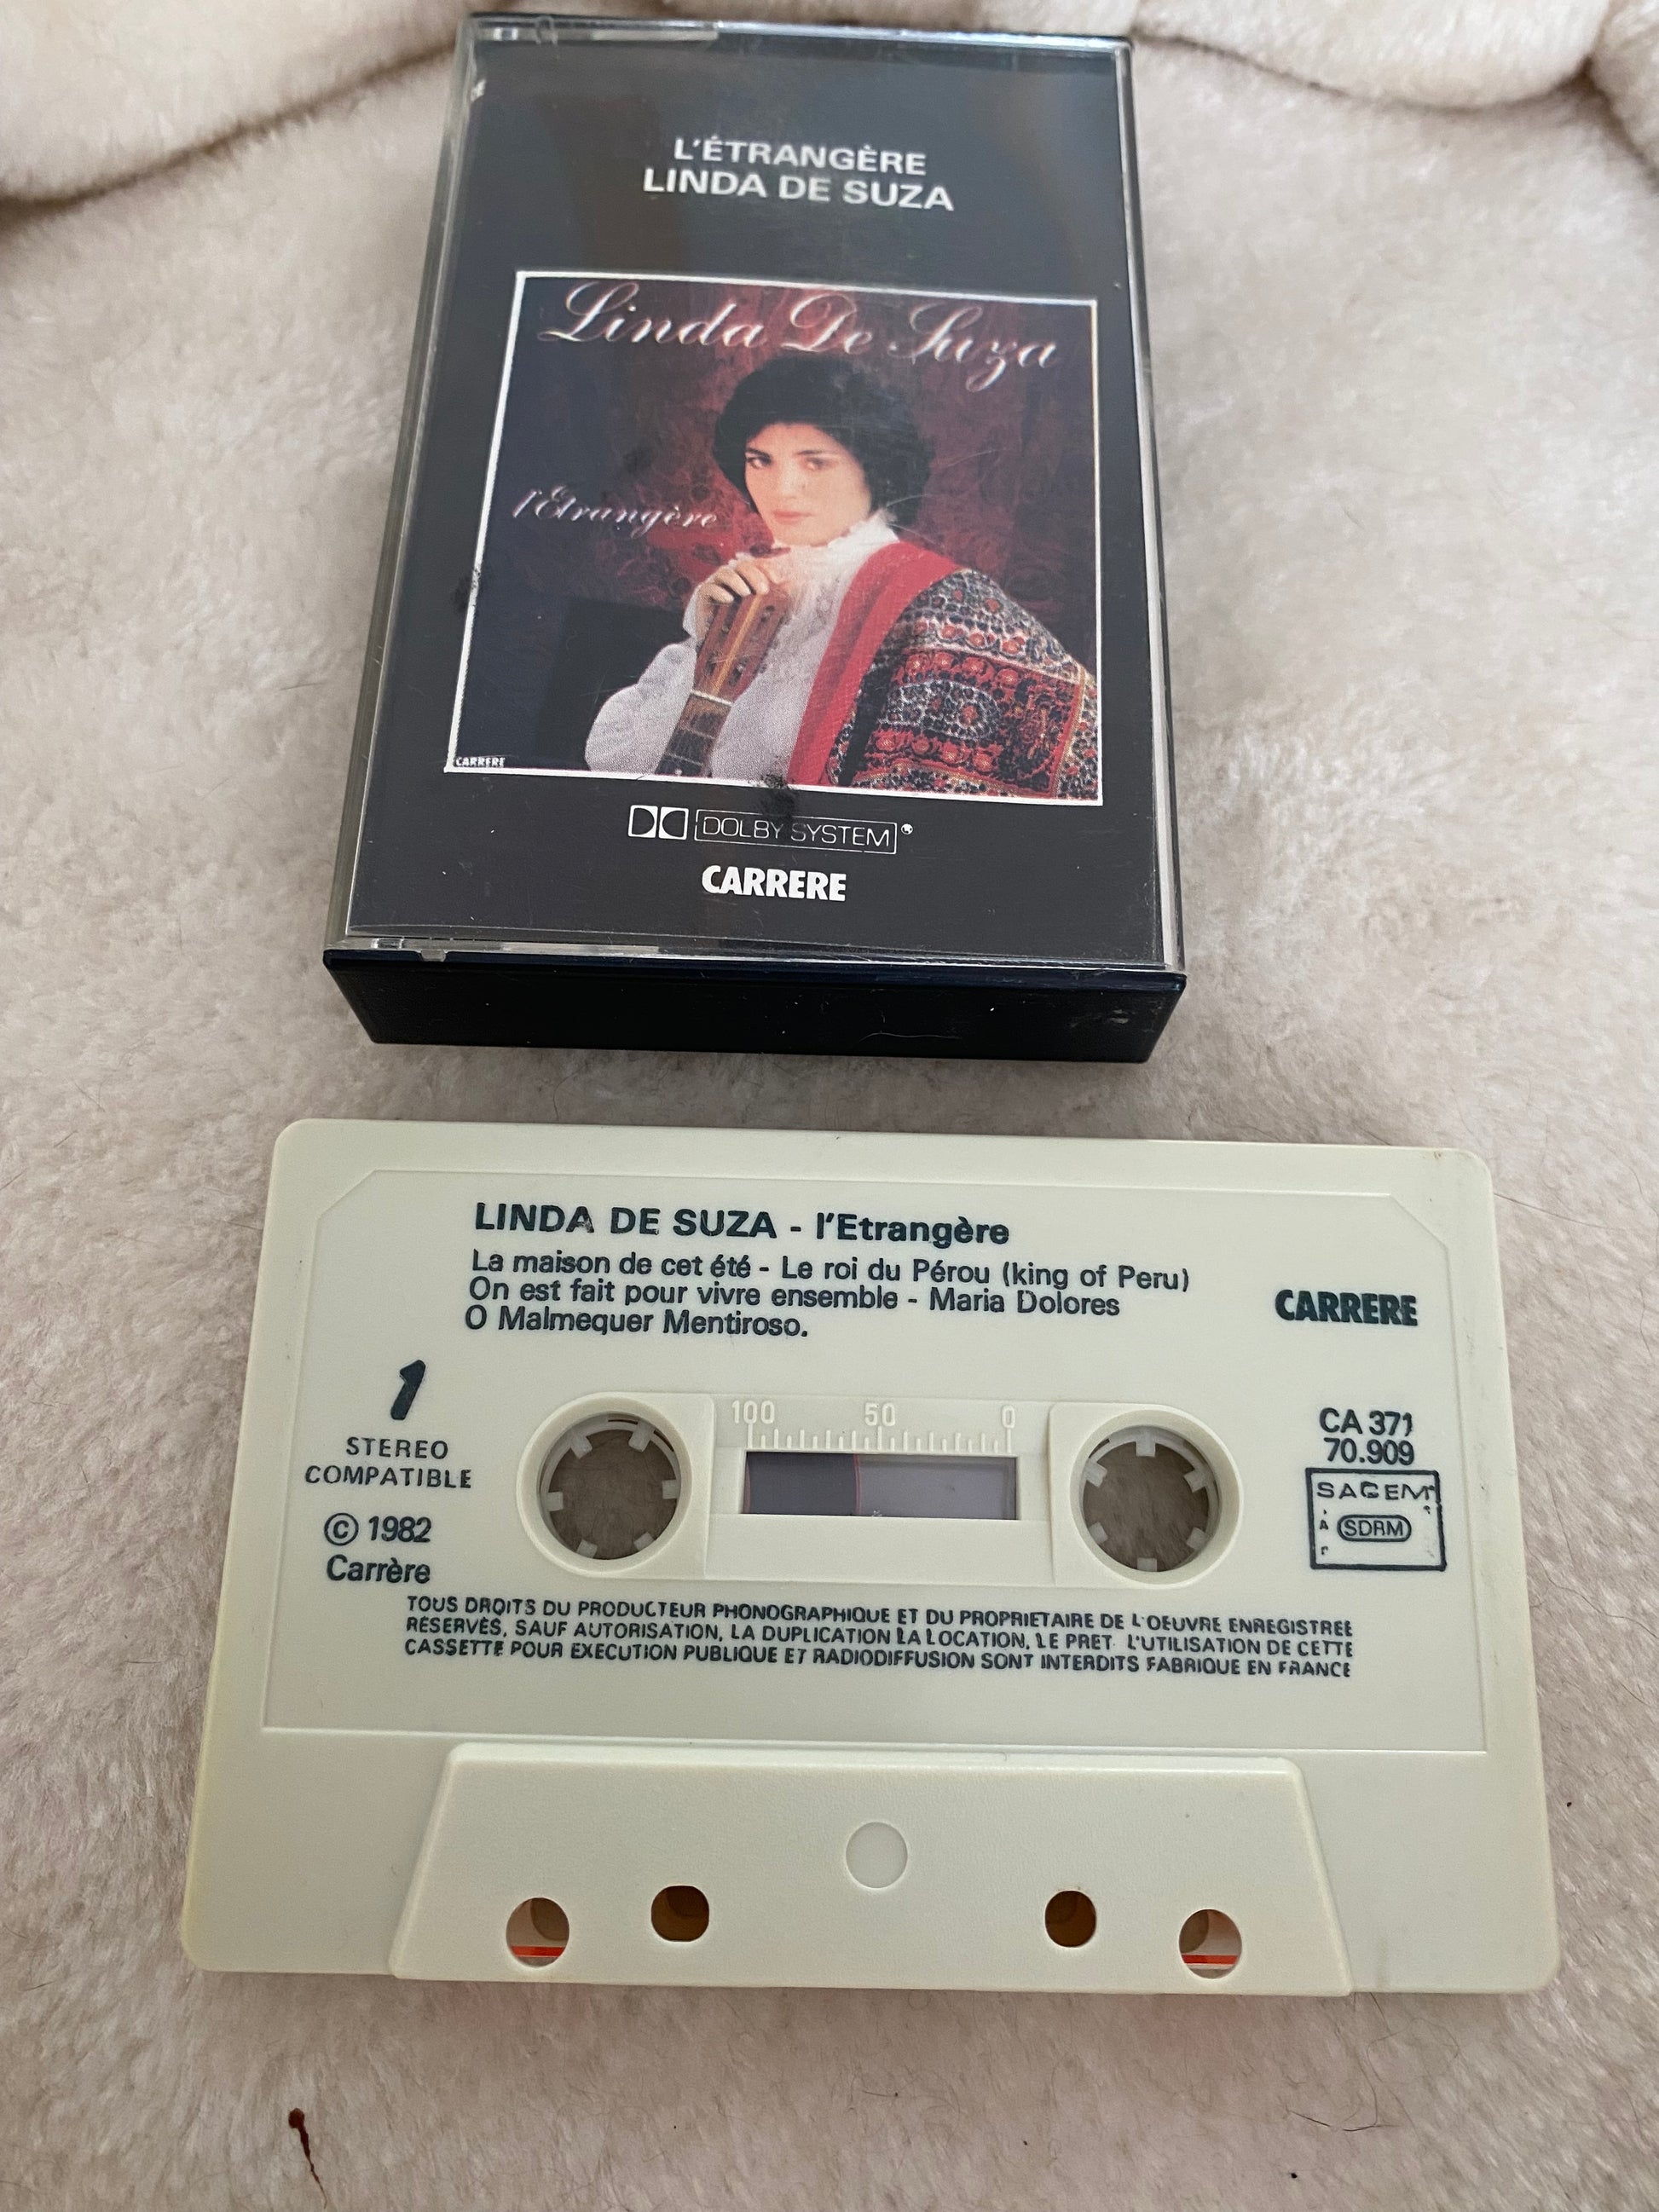 L'ÉTRANGÈRE
LINDA DE SUZA
Linda De Suza
l'Etrangère
CARRERE
DOLBY SYSTEM
CARRERE
LINDA DE SUZA - l'Etrangère
La maison de cet été - Le roi du Pérou (king of Peru)
On est fait pour vivre ensemble - Maria Dolores
O Malmequer Mentiroso.
CARRERE
1
STEREO
COMPATIBLE
© 1982
Carrère
100 50 0
CA 371
70.909
SACEM
SDRM
TOUS DROITS DU PRODUCTEUR PHONOGRAPHIQUE ET DU PROPRIETAIRE DE L'OEUVRE ENREGISTREE
RESERVÉS, SAUF AUTORISATION, LA DUPLICATION LA LOCATION, LE PRET L'UTILISATION DE CETTE
CASSETTE POUR EXECUTION PUBLIQUE ET RADIODIFFUSION SONT INTERDITS FABRIQUE EN FRANCE